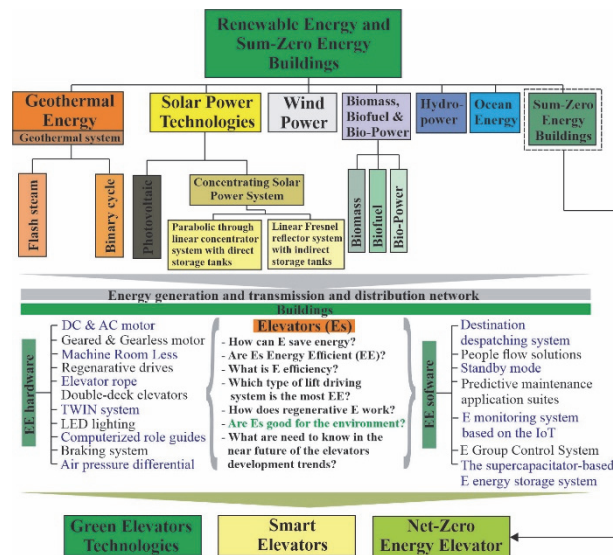 Renewable Energy and
Sum-Zero Energy
Buildings
Geothermal
Energy
Geothermal system
Solar Power
Technologies
Wind
Power
Biomass,
Biofuel &
Bio-Power
Hydro-
power
Ocean
Energy
Sum-Zero
Energy
Buildings
Flash steam
Binary cycle
Photovoltaic
Concentrating Solar
Power System
Parabolic through
linear concentrator
system with direct
storage tanks
Linear Fresnel
reflector system
with indirect
storage tanks
Biomass
Biofuel
Bio-Power
Energy generation and transmission and distribution network
Buildings
EE hardware
DC & AC motor
Geared & Gearless motor
Machine Room Less
Regenarative drives
Elevator rope
Double-deck elevators
TWIN system
LED lighting
Computerized role guides
Braking system
Air pressure differential
Elevators (Es)
- How can E save energy?
- Are Es Energy Efficient (EE)?
- What is E efficiency?
- Which type of lift driving
system is the most EE?
- How does regenerative E work?
- Are Es good for the environment?
- What are need to know in the
near future of the elevators
development trends?
EE sofware
Destination
despatching system
People flow solutions
Standby mode
Predictive maintenance
application suites
E monitoring system
based on the IoT
E Group Control System
The supercapacitor-based
E energy storage system
Green Elevators
Technologies
Smart
Elevators
Net-Zero
Energy Elevator